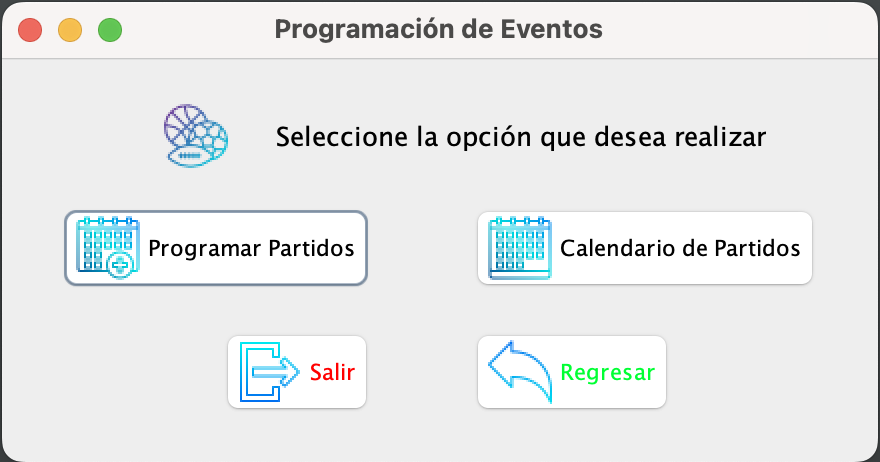 Programación de Eventos
Seleccione la opción que desea realizar
Programar Partidos
Calendario de Partidos
Salir
Regresar